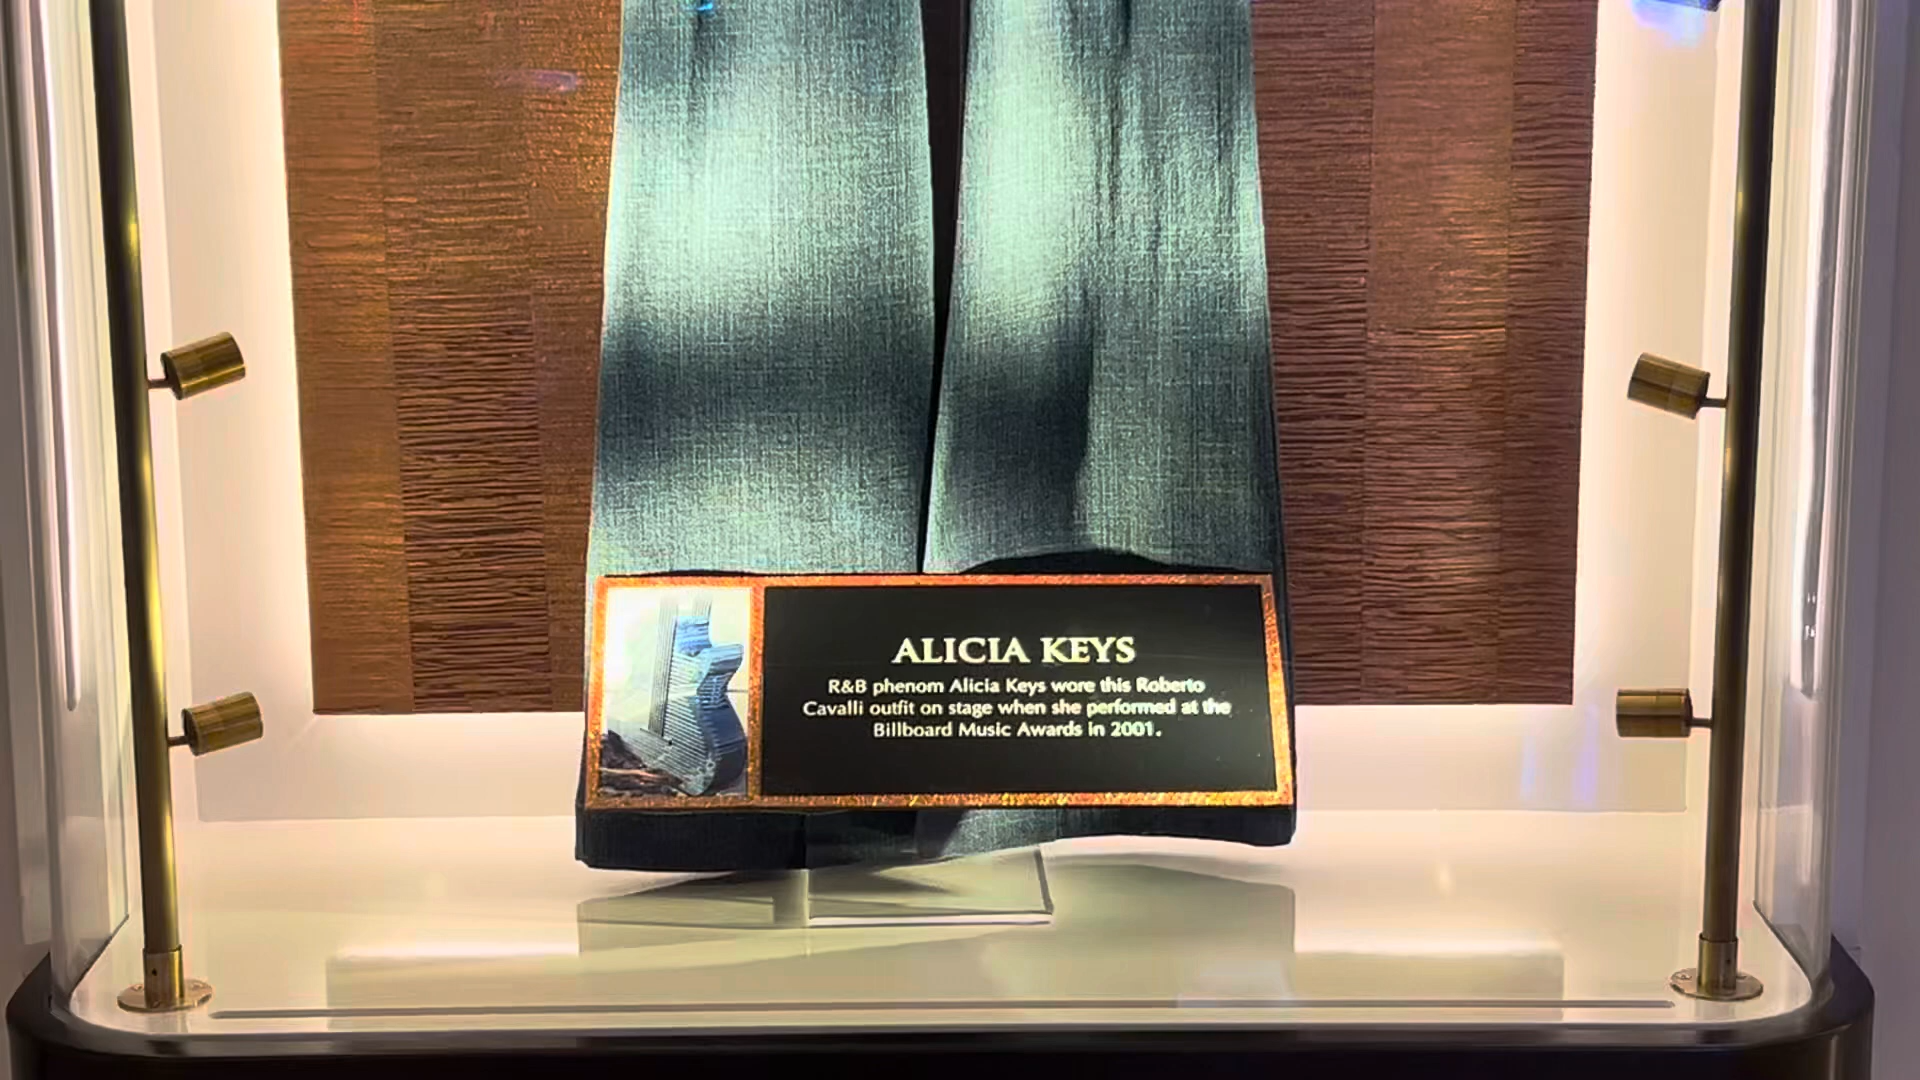 ALICIA KEYS
R&B phenom Alicia Keys wore this Roberto
Cavalli outfit on stage when she performed at the
Billboard Music Awards in 2001.